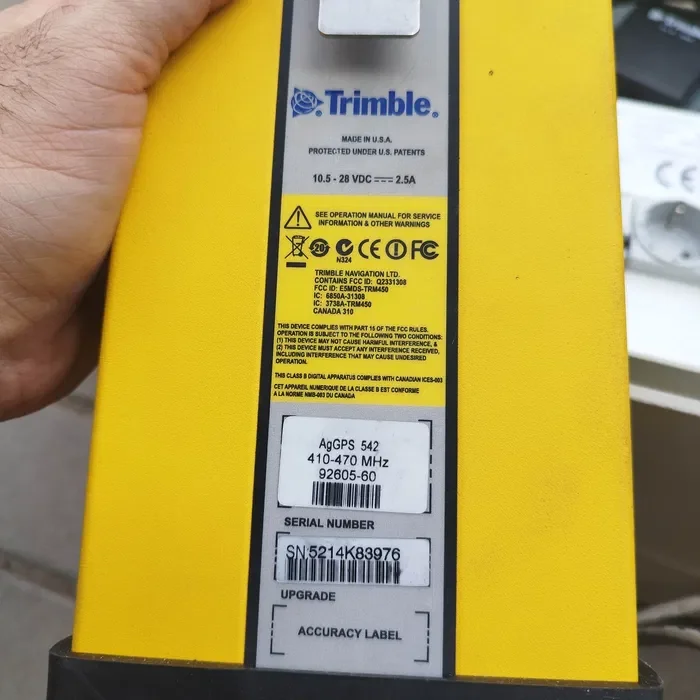 Trimble
Trimble.
MADE IN U.S.A.
PROTECTED UNDER U.S. PATENTS
10.5 - 28 VDC 2.5A
SEE OPERATION MANUAL FOR SERVICE
INFORMATION & OTHER WARNINGS
20 CE FC
N324
TRIMBLE NAVIGATION LTD.
CONTAINS FCC ID: Q2331308
FCC ID: E5MDS-TRM450
IC: 6850A-31308
IC: 3738A-TRM450
CANADA 310
THIS DEVICE COMPLIES WITH PART 15 OF THE FCC RULES.
OPERATION IS SUBJECT TO THE FOLLOWING TWO CONDITIONS:
(1) THIS DEVICE MAY NOT CAUSE HARMFUL INTERFERENCE, &
(2) THIS DEVICE MUST ACCEPT ANY INTERFERENCE RECEIVED,
INCLUDING INTERFERENCE THAT MAY CAUSE UNDESIRED
OPERATION.
THIS CLASS B DIGITAL APPARATUS COMPLIES WITH CANADIAN ICES-003
CET APPAREIL NUMERIQUE DE LA CLASSE B EST CONFORME
A LA NORME NMB-003 DU CANADA
AgGPS 542
410-470 MHz
92605-60
SERIAL NUMBER
SN:5214K83976
UPGRADE
ACCURACY LABEL
CE